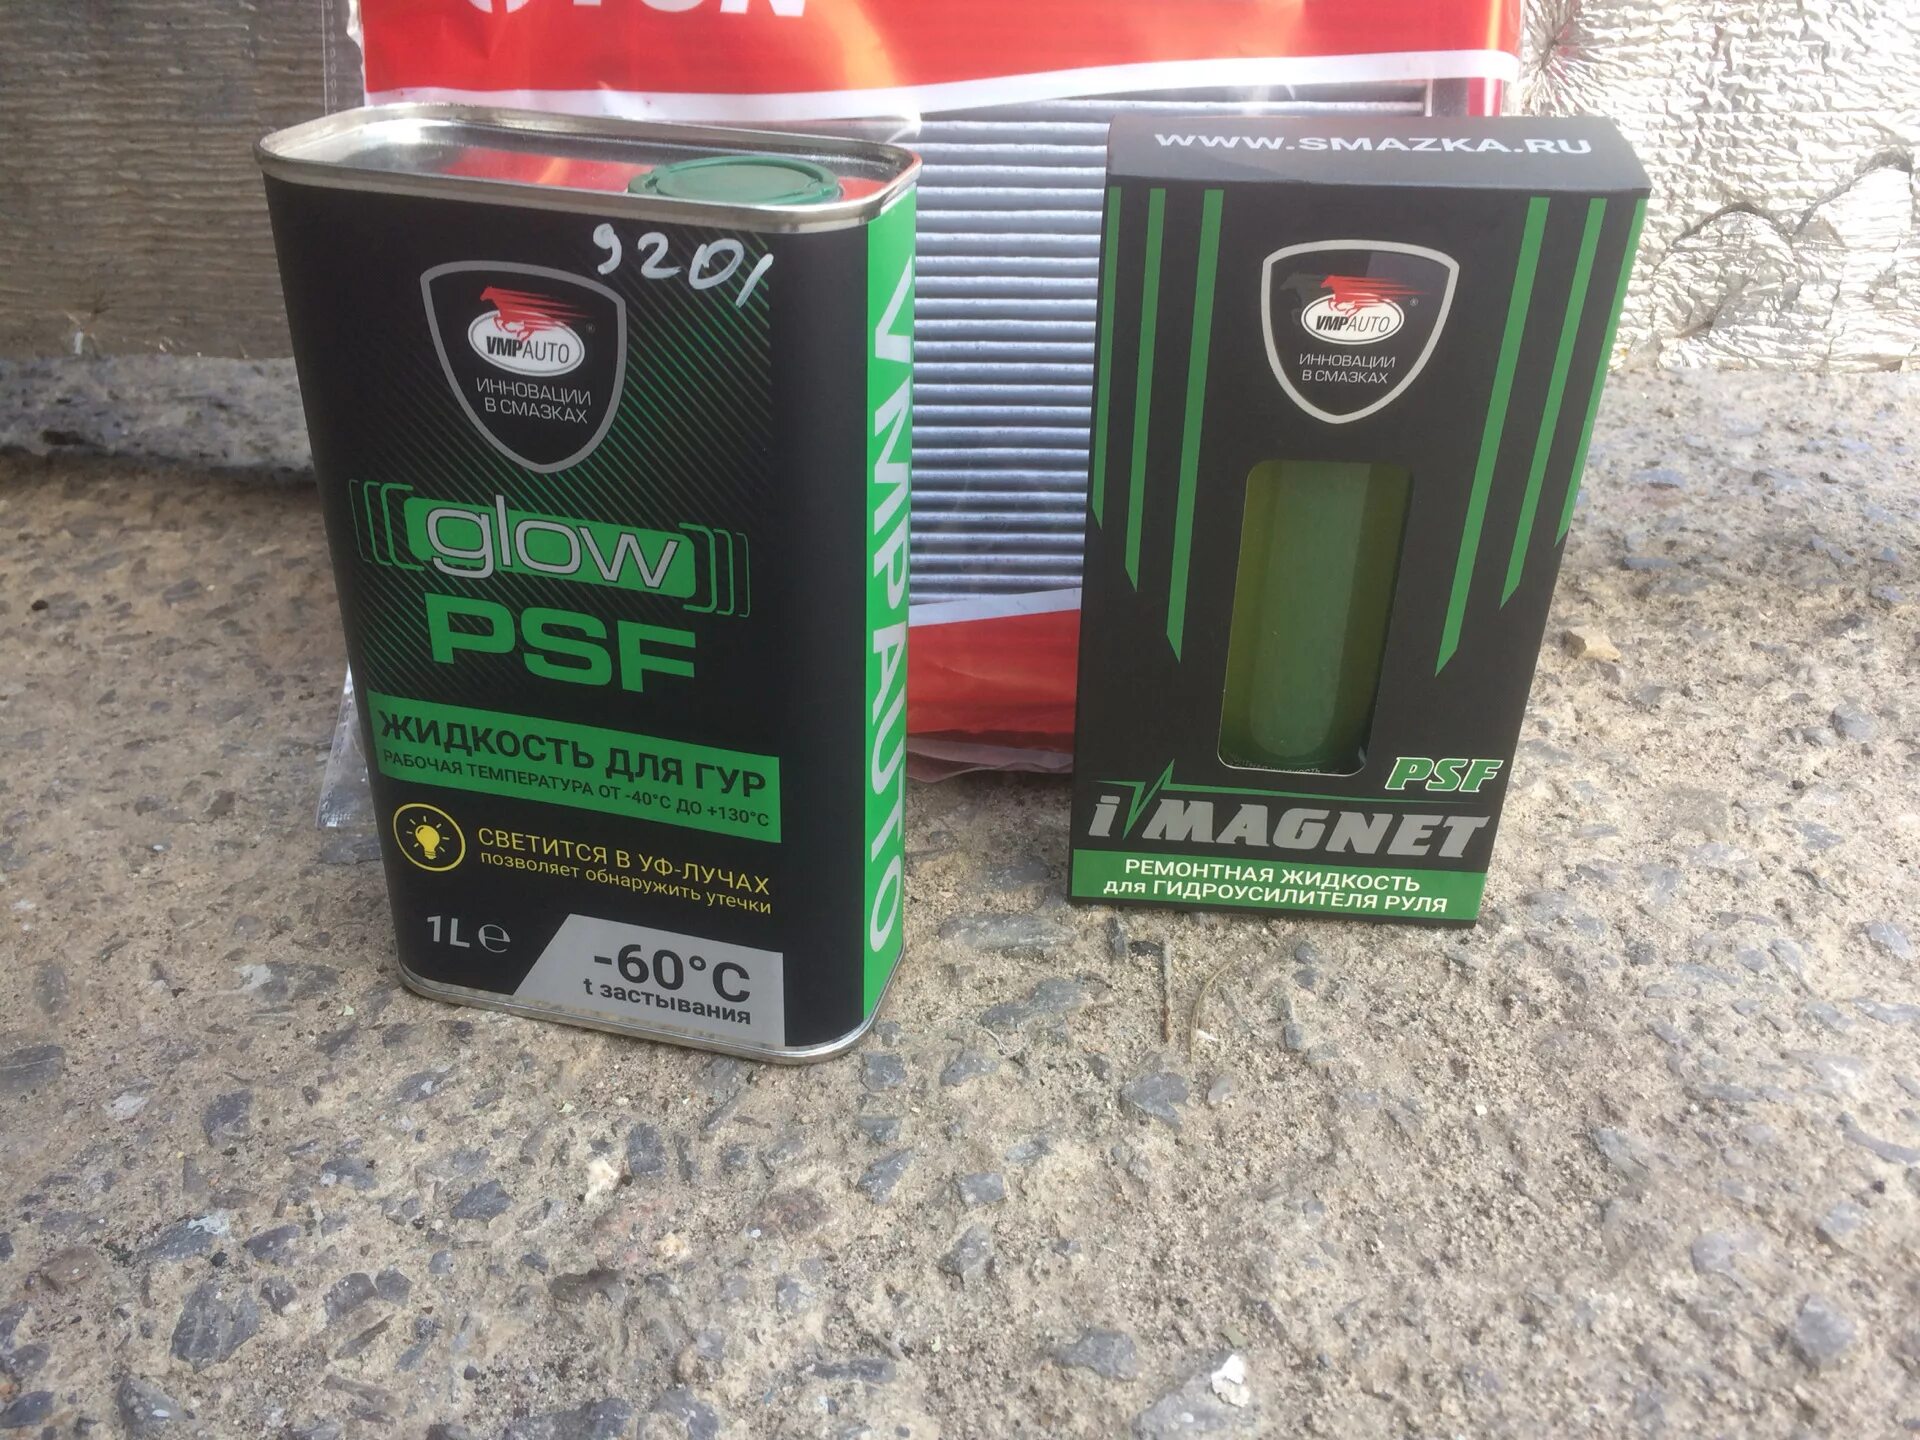 9201
VMPAUTO
ИННОВАЦИИ
В СМАЗКАХ
glow
PSF
ЖИДКОСТЬ ДЛЯ ГУР
РАБОЧАЯ ТЕМПЕРАТУРА ОТ -40°С ДО +130°С
СВЕТИТСЯ В УФ-ЛУЧАХ
позволяет обнаружить утечки
1L e
-60°C
t застывания
VMPAUTO
WWW.SMAZKA.RU
VMPAUTO
ИННОВАЦИИ
В СМАЗКАХ
PSF
iMAGNET
РЕМОНТНАЯ ЖИДКОСТЬ
для ГИДРОУСИЛИТЕЛЯ РУЛЯ